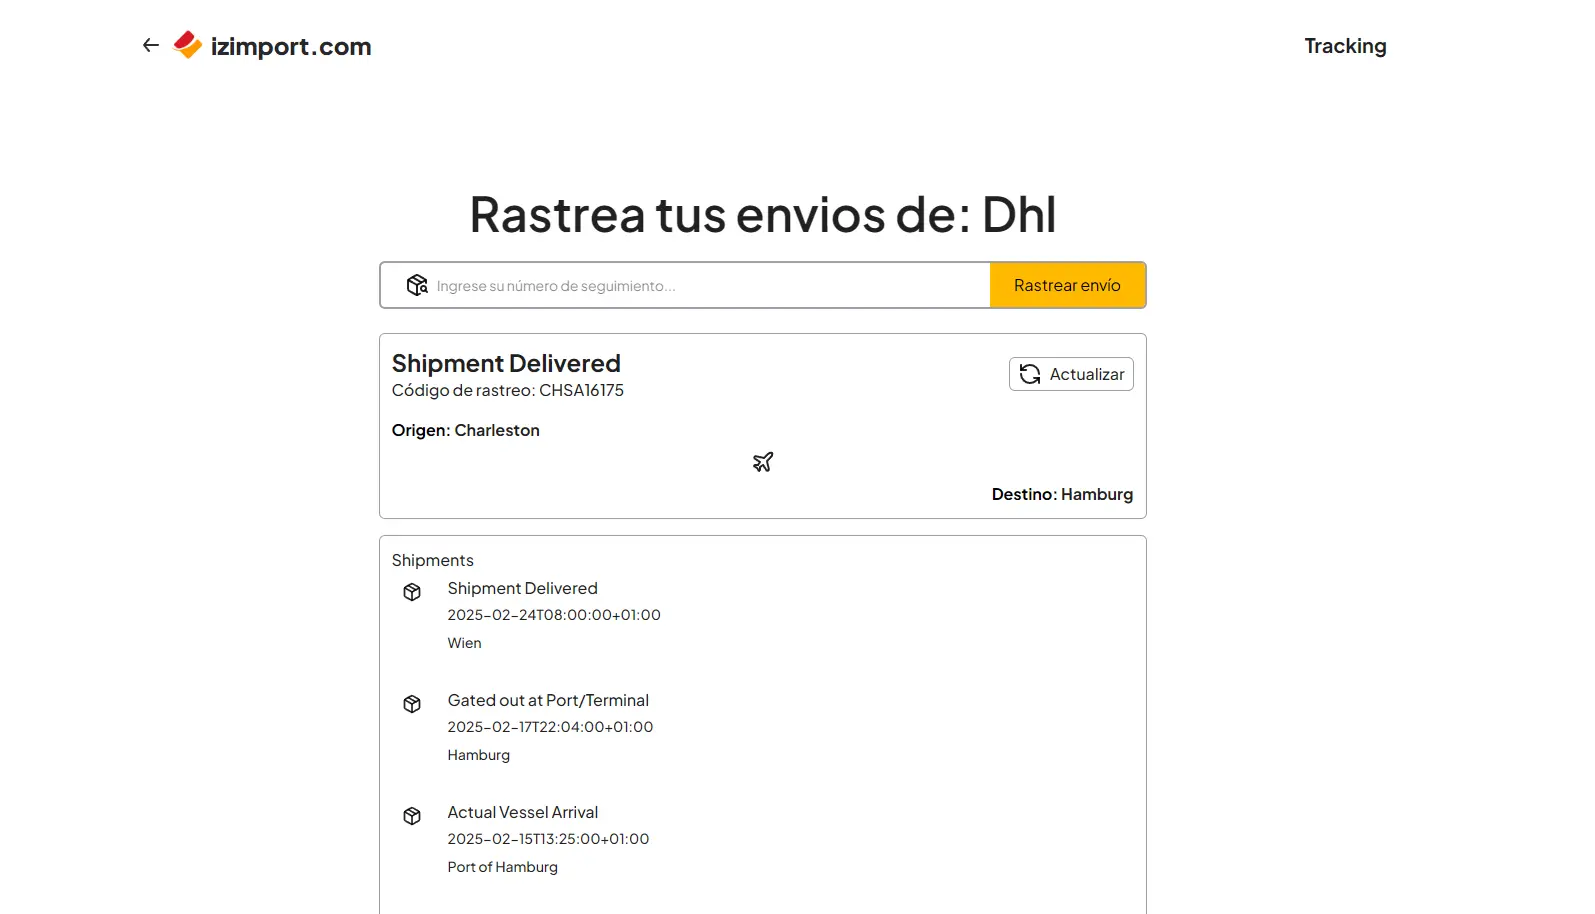 izimport.com
Tracking
Rastrea tus envios de: Dhl
Ingrese su número de seguimiento...
Rastrear envío
Shipment Delivered
Actualizar
Código de rastreo: CHSA16175
Origen: Charleston
Destino: Hamburg
Shipments
Shipment Delivered
2025-02-24T08:00:00+01:00
Wien
Gated out at Port/Terminal
2025-02-17T22:04:00+01:00
Hamburg
Actual Vessel Arrival
2025-02-15T13:25:00+01:00
Port of Hamburg